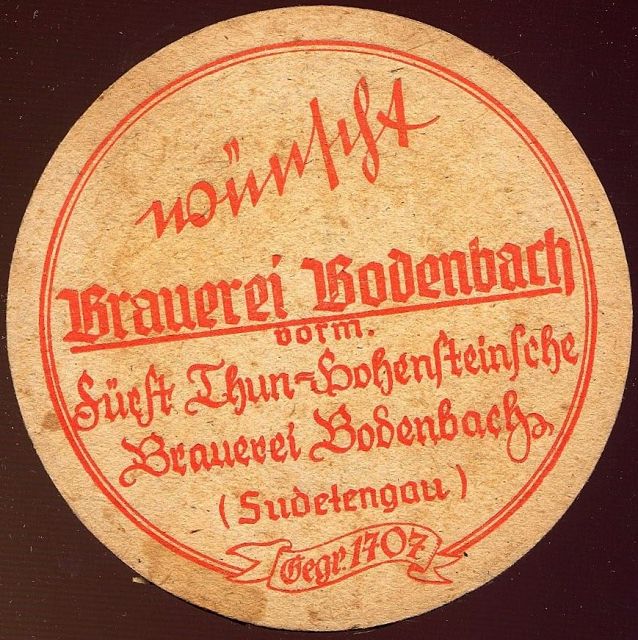 wünscht
Brauerei Bodenbach
vorm.
Fürst Thun-Hohensteinsche
Brauerei Bodenbach
(Sudetengau)
Gegr. 1707